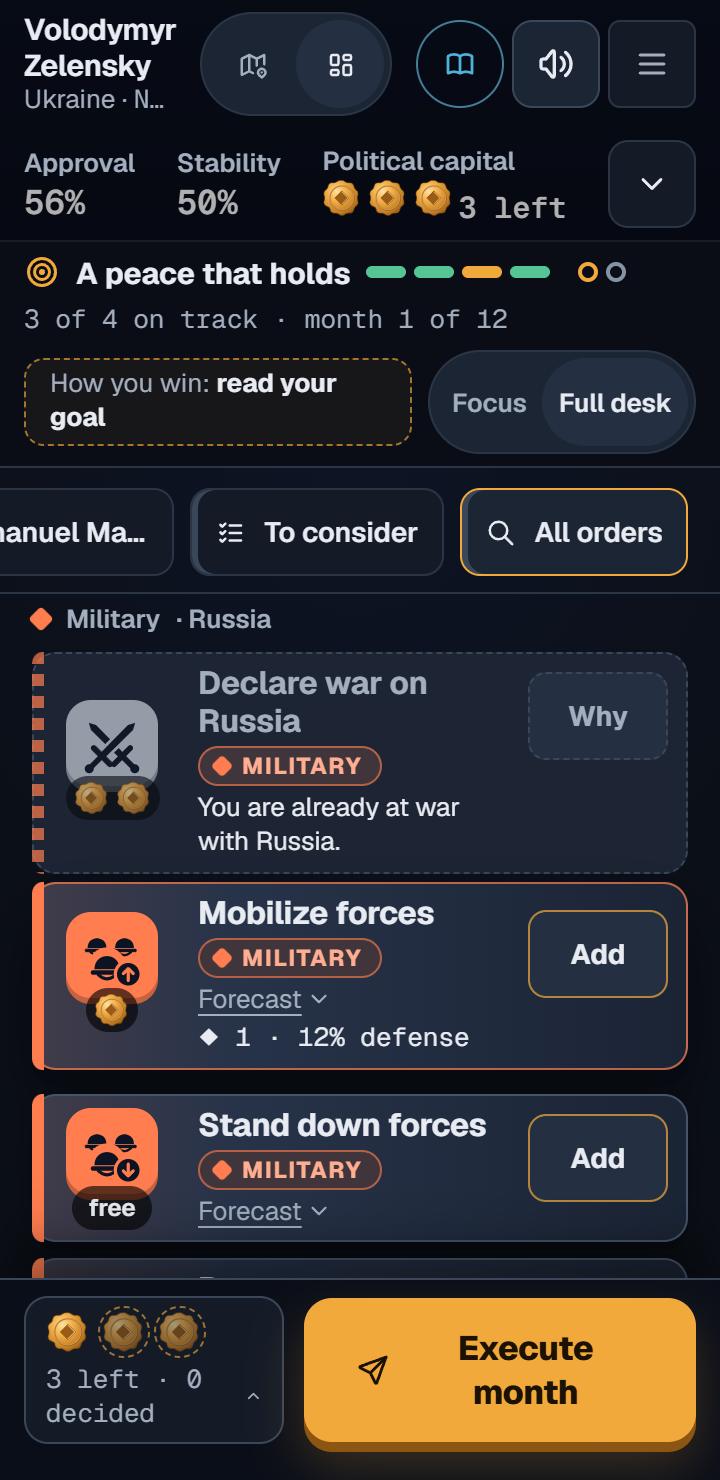 Volodymyr
Zelensky
Ukraine · N…
Approval
56%
Stability
50%
Political capital
3 left
A peace that holds
3 of 4 on track · month 1 of 12
How you win: read your
goal
Focus
Full desk
Ma…
To consider
All orders
Military · Russia
Declare war on
Russia
MILITARY
You are already at war
with Russia.
Why
Mobilize forces
MILITARY
Forecast
◆ 1 · 12% defense
Add
Stand down forces
MILITARY
Forecast
free
Add
3 left · 0
decided
Execute
month